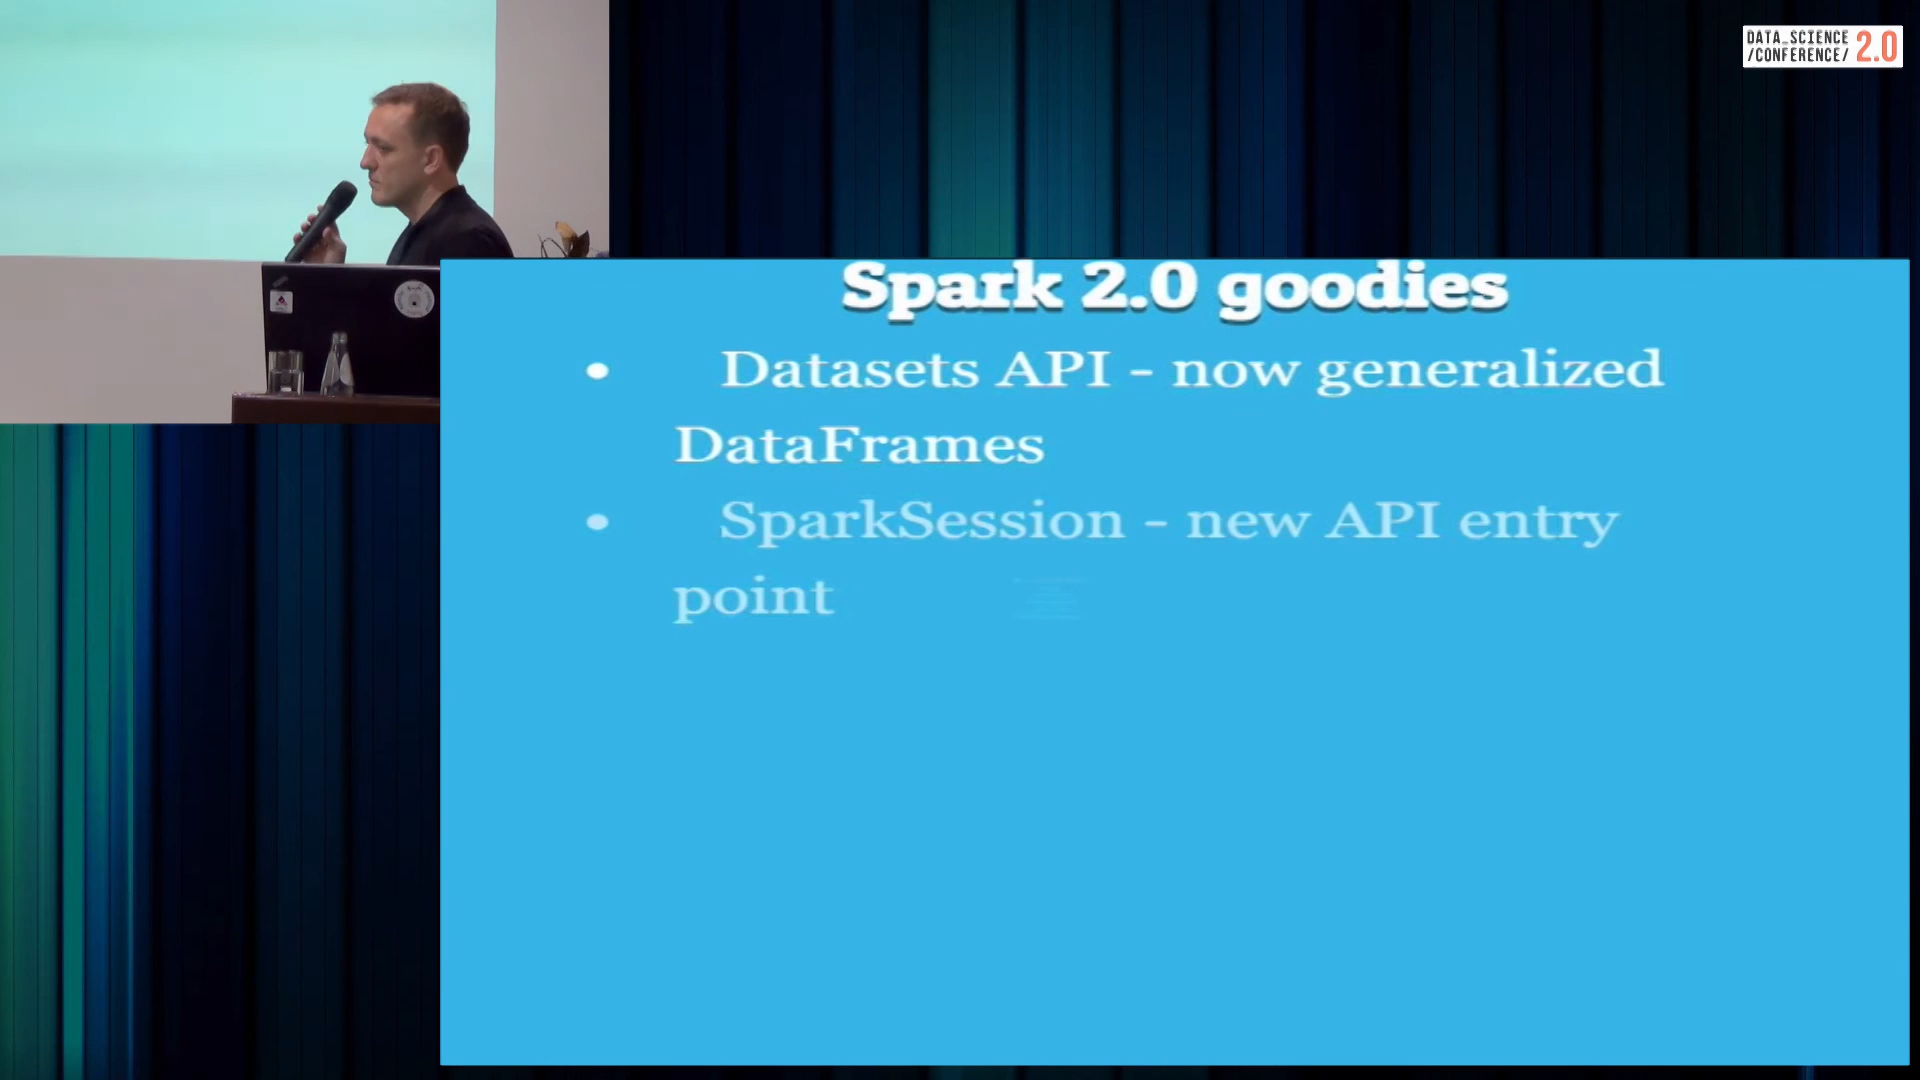 DATA_SCIENCE
/CONFERENCE/ 2.0
Spark 2.0 goodies
• Datasets API - now generalized
DataFrames
• SparkSession - new API entry
point